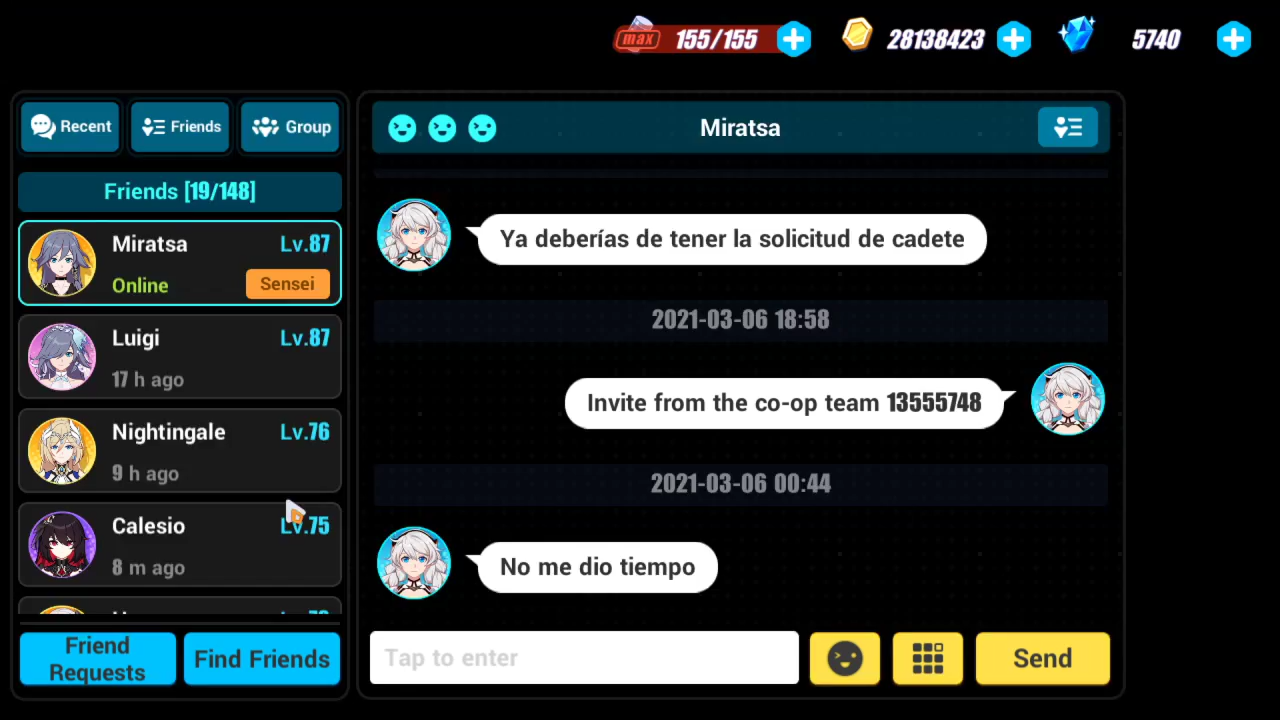 max 155/155 28138423 5740
Recent Friends Group
Friends [19/148]
Miratsa Lv.87
Online Sensei
Luigi Lv.87
17 h ago
Nightingale Lv.76
9 h ago
Calesio Lv.75
8 m ago
Friend Requests
Find Friends
Miratsa
Ya deberías de tener la solicitud de cadete
2021-03-06 18:58
Invite from the co-op team 13555748
2021-03-06 00:44
No me dio tiempo
Tap to enter
Send